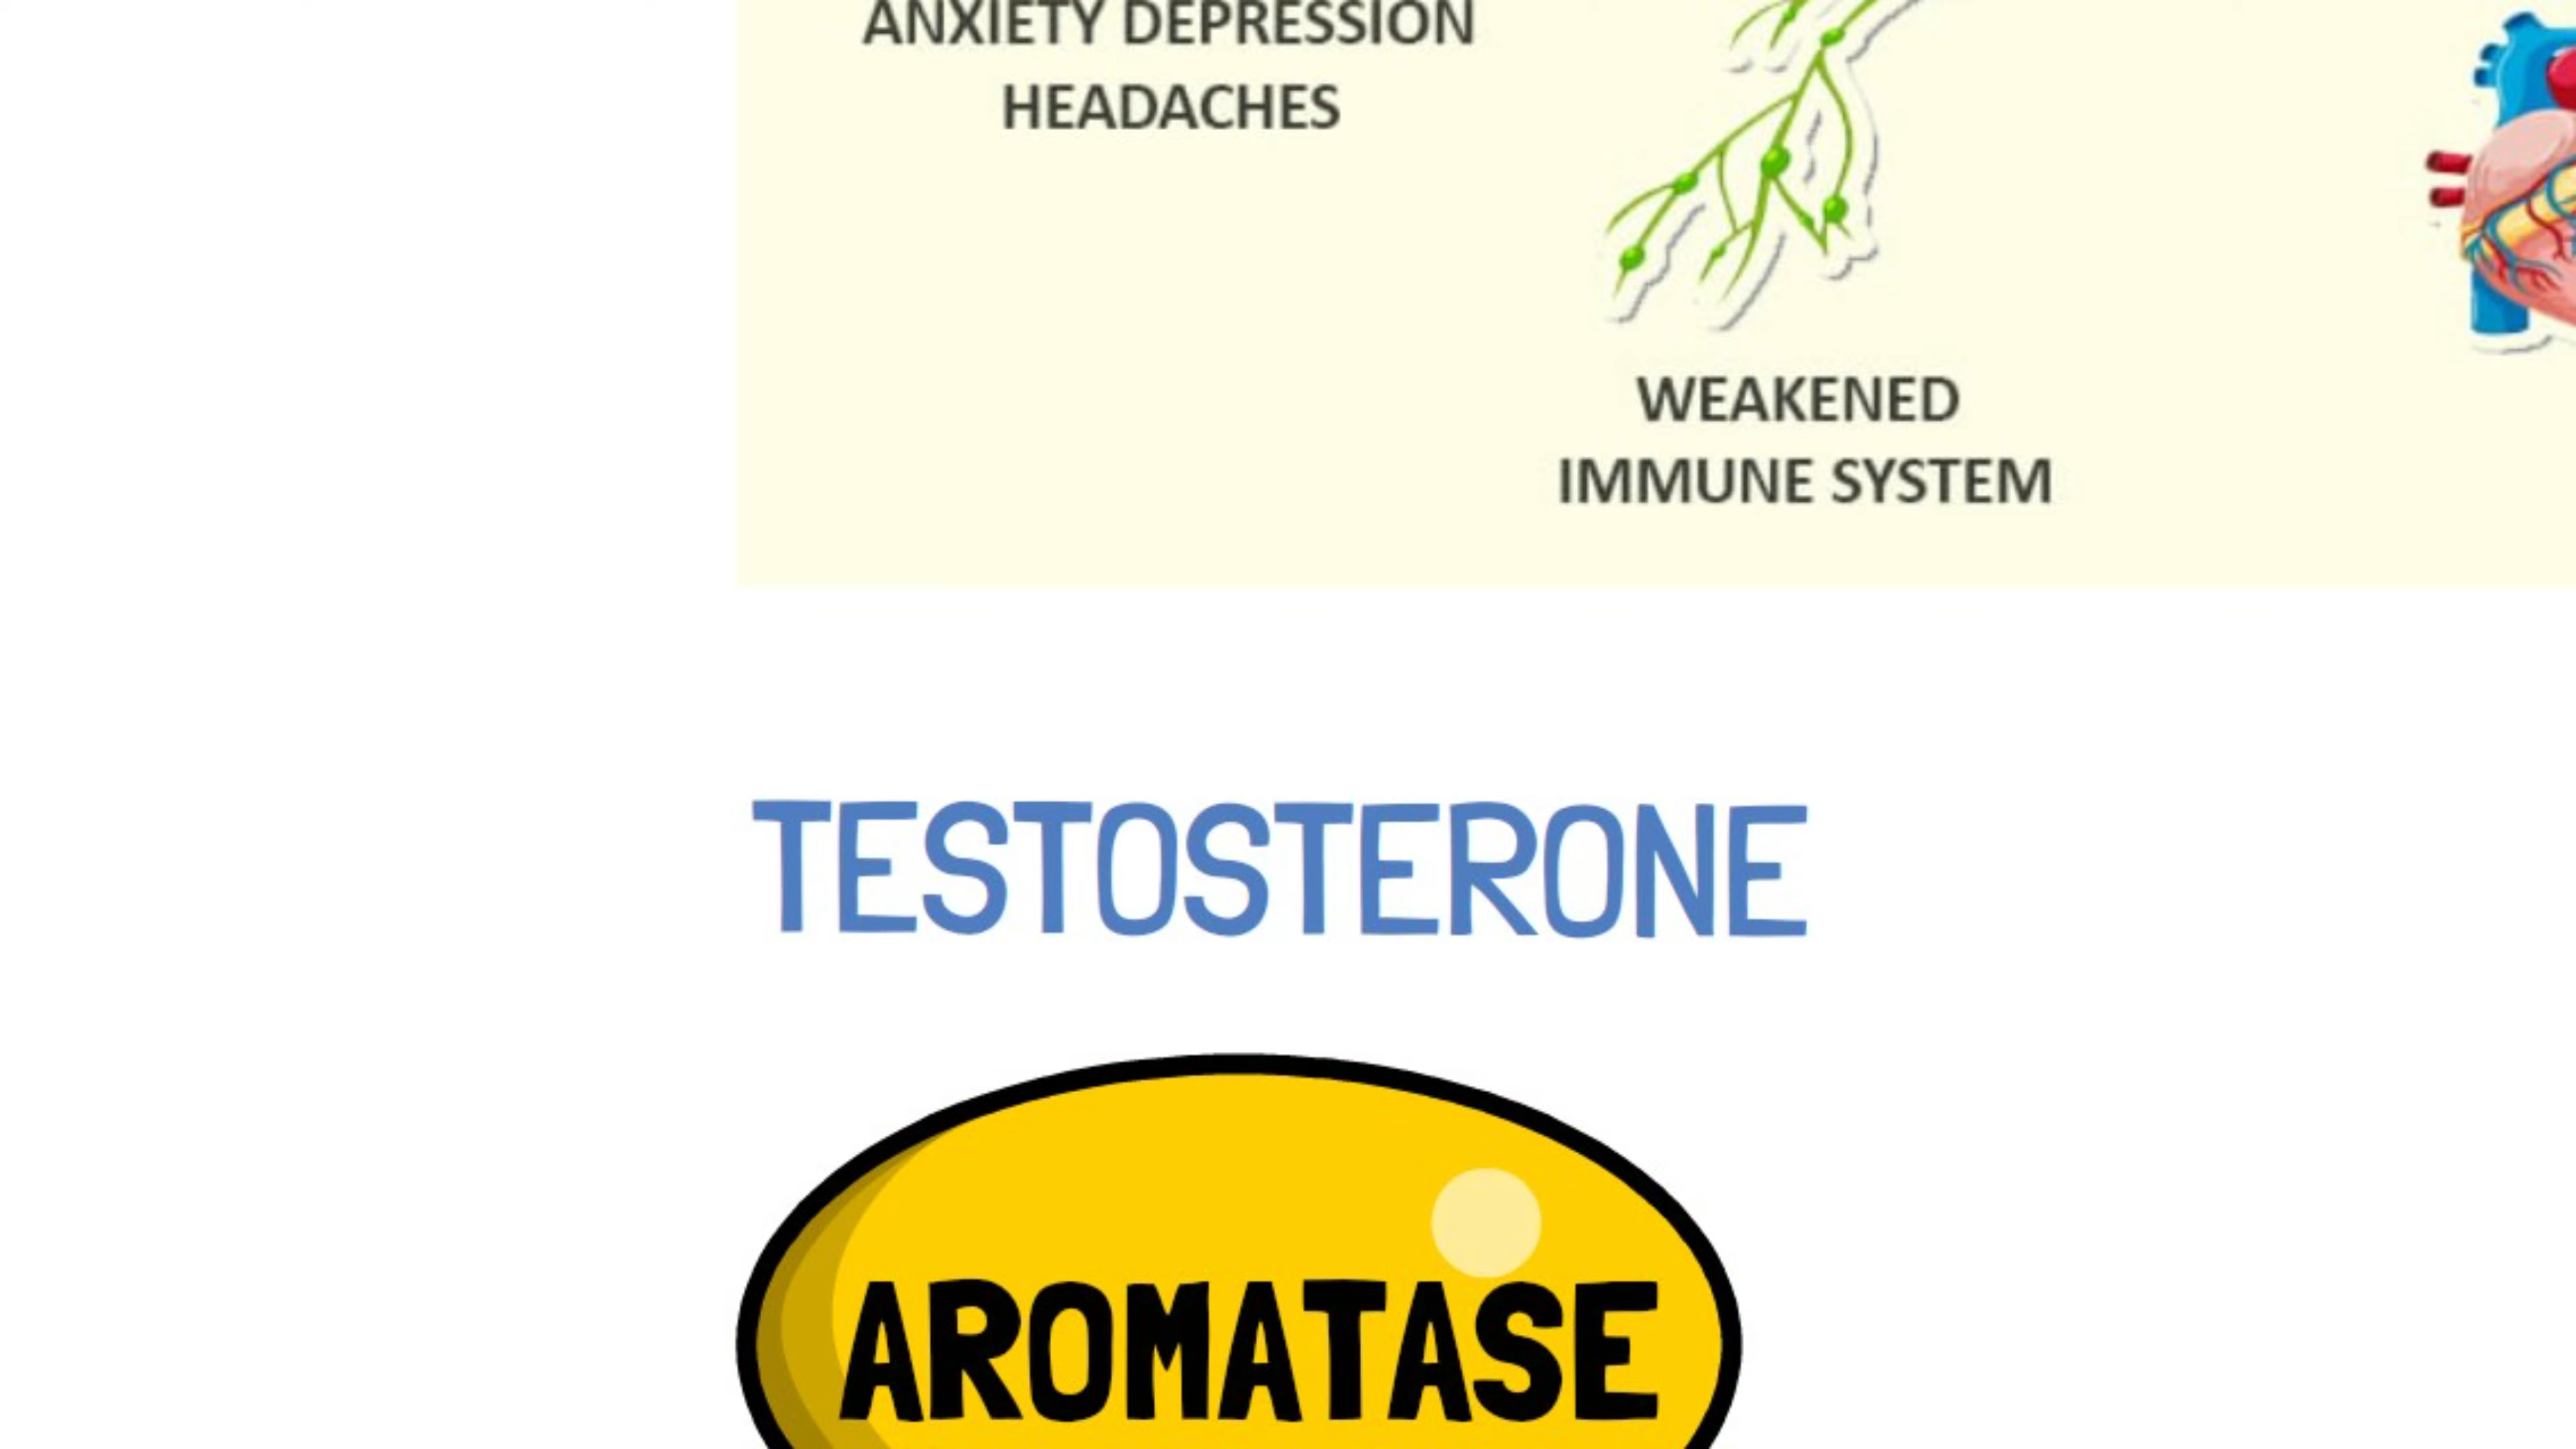 ANXIETY DEPRESSION
HEADACHES
WEAKENED
IMMUNE SYSTEM
TESTOSTERONE
AROMATASE